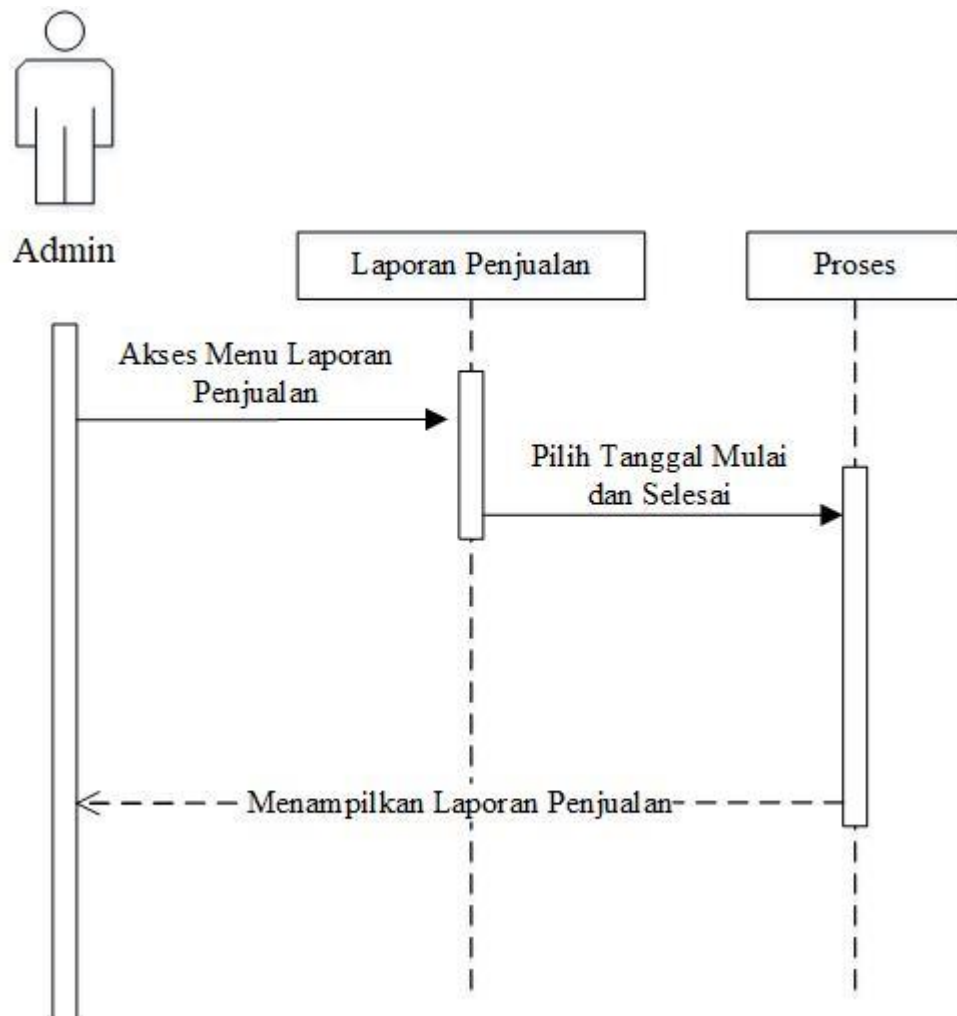 Admin
Laporan Penjualan
Proses
Akses Menu Laporan
Penjualan
Pilih Tanggal Mulai
dan Selesai
Menampilkan Laporan Penjualan